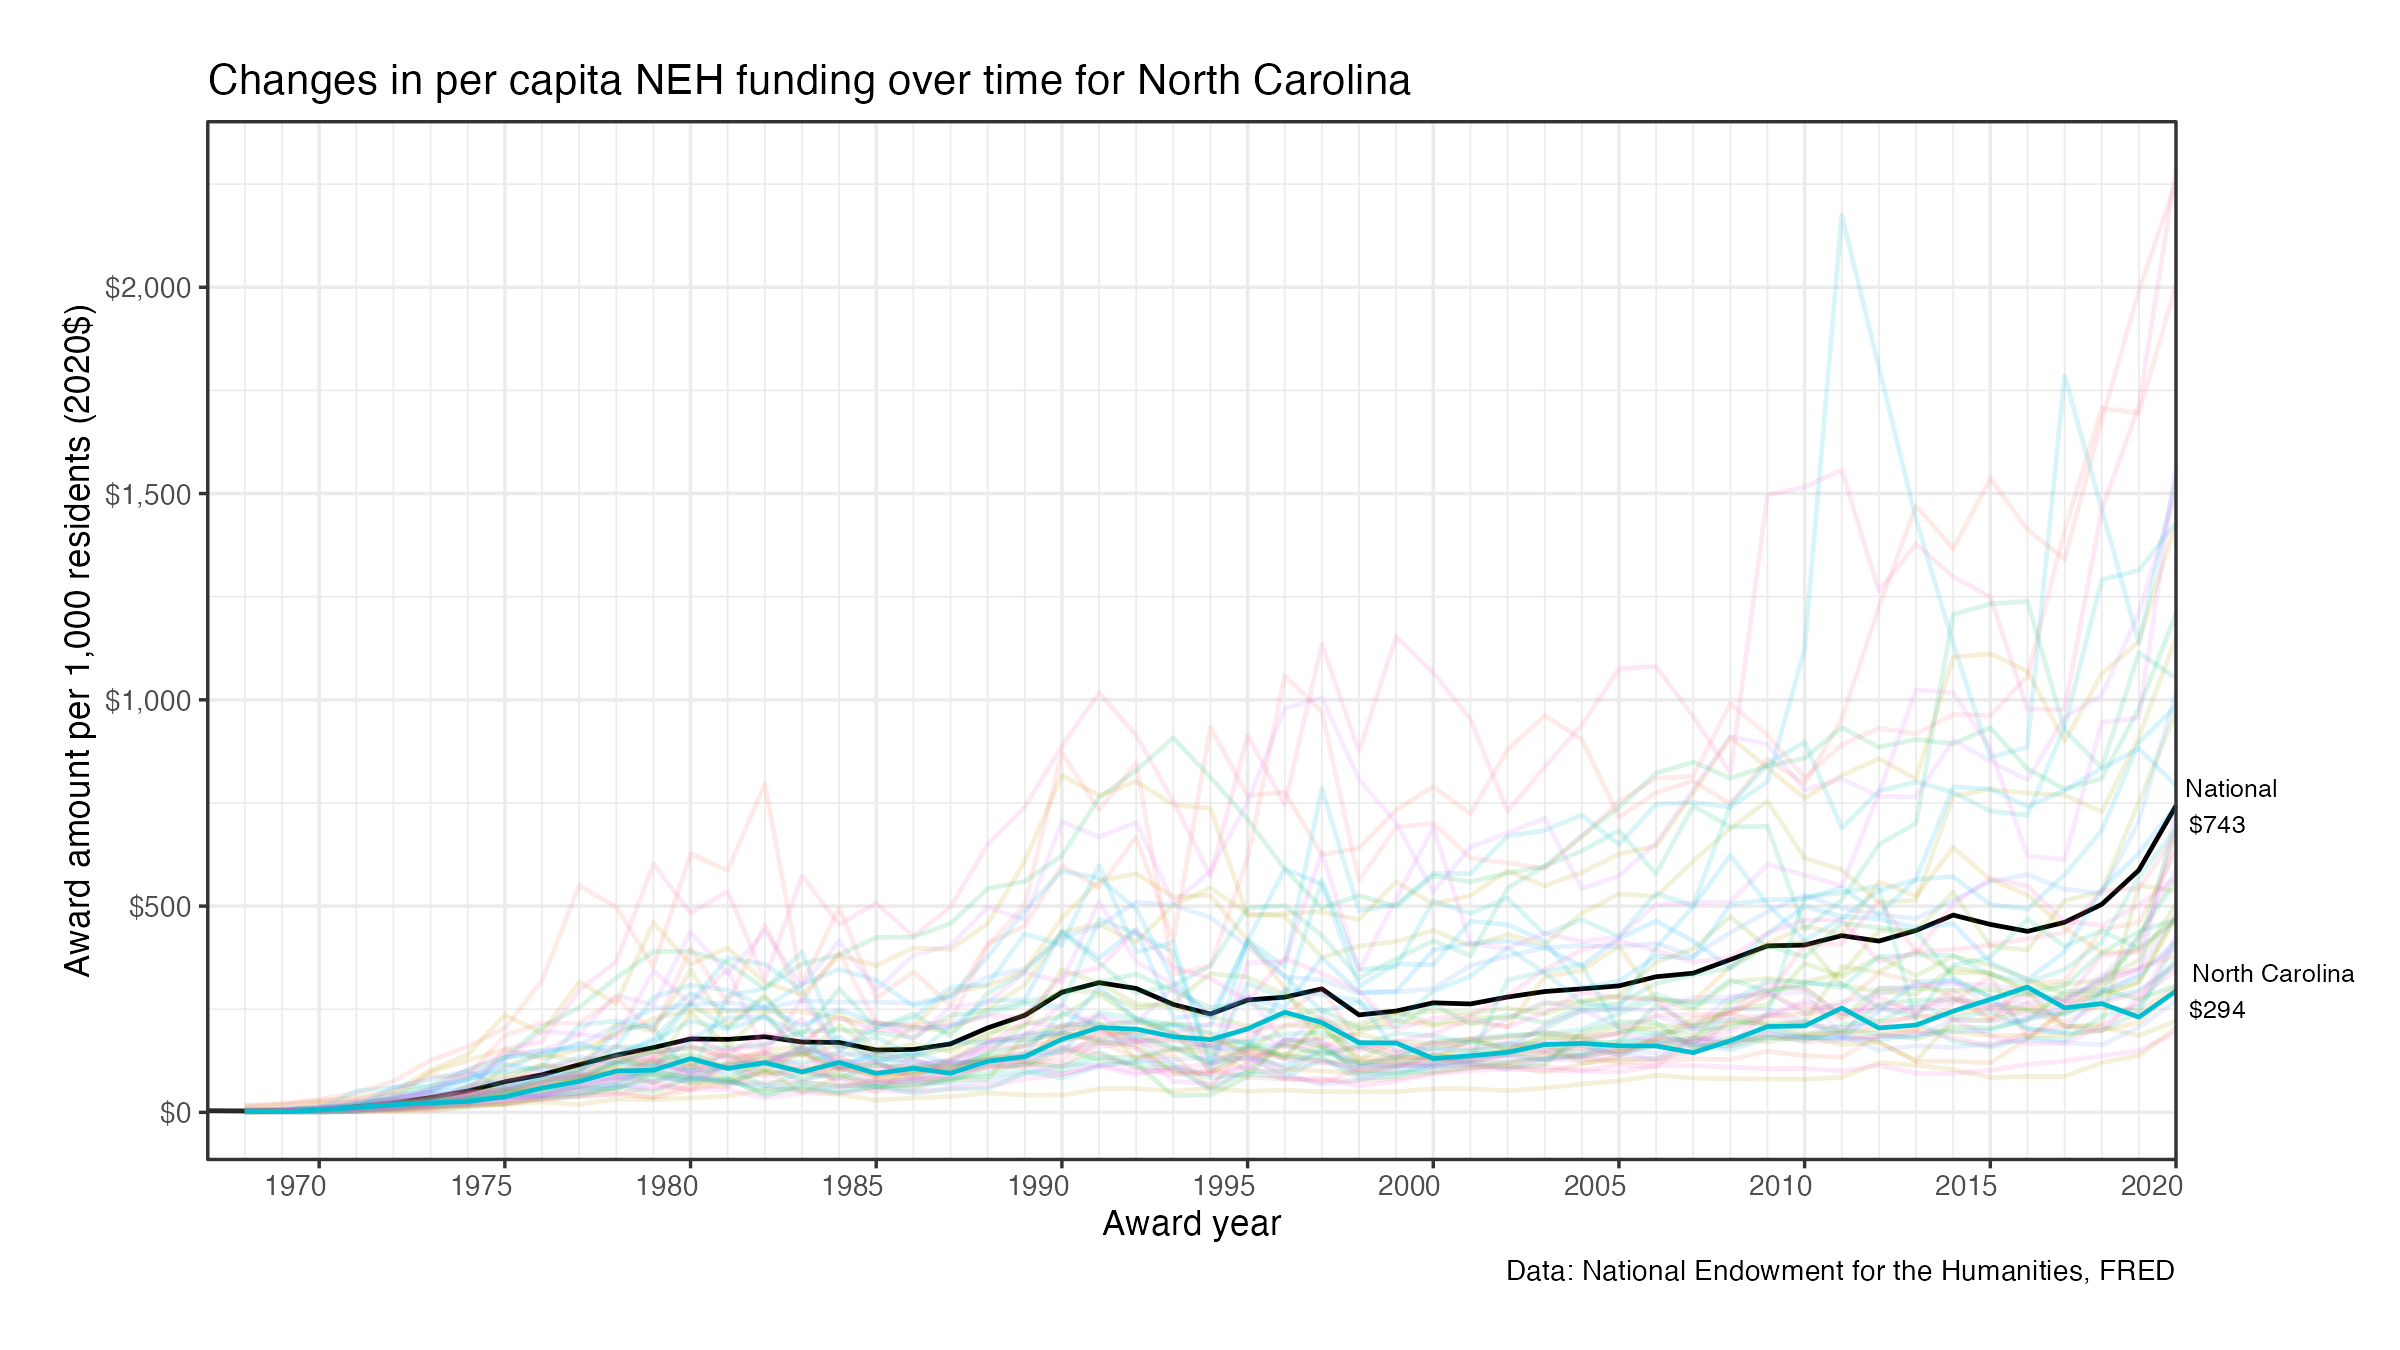 Changes in per capita NEH funding over time for North Carolina
Award amount per 1,000 residents (2020$)
$2,000
$1,500
$1,000
$500
$0
National
$743
North Carolina
$294
1970 1975 1980 1985 1990 1995 2000 2005 2010 2015 2020
Award year
Data: National Endowment for the Humanities, FRED